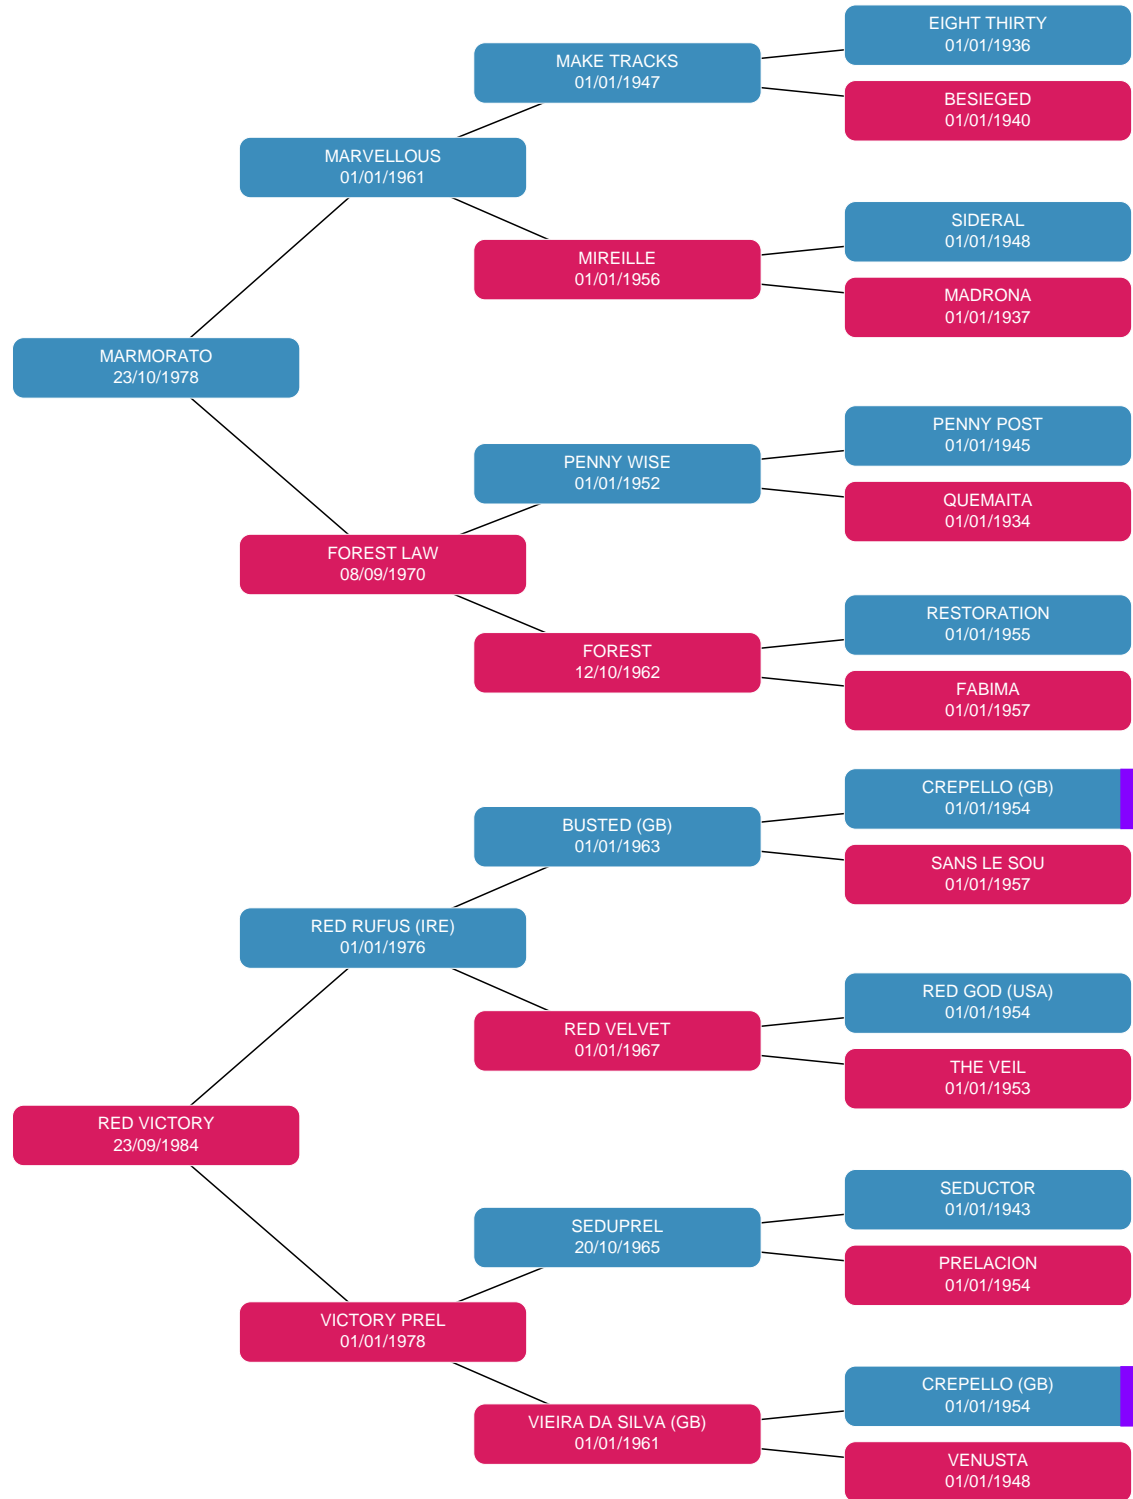 EIGHT THIRTY
01/01/1936
MAKE TRACKS
01/01/1947
BESIEGED
01/01/1940
MARVELLOUS
01/01/1961
SIDERAL
01/01/1948
MIREILLE
01/01/1956
MADRONA
01/01/1937
MARMORATO
23/10/1978
PENNY POST
01/01/1945
PENNY WISE
01/01/1952
QUEMAITA
01/01/1934
FOREST LAW
08/09/1970
RESTORATION
01/01/1955
FOREST
12/10/1962
FABIMA
01/01/1957
CREPELLO (GB)
01/01/1954
BUSTED (GB)
01/01/1963
SANS LE SOU
01/01/1957
RED RUFUS (IRE)
01/01/1976
RED GOD (USA)
01/01/1954
RED VELVET
01/01/1967
THE VEIL
01/01/1953
RED VICTORY
23/09/1984
SEDUCTOR
01/01/1943
SEDUPREL
20/10/1965
PRELACION
01/01/1954
VICTORY PREL
01/01/1978
CREPELLO (GB)
01/01/1954
VIEIRA DA SILVA (GB)
01/01/1961
VENUSTA
01/01/1948